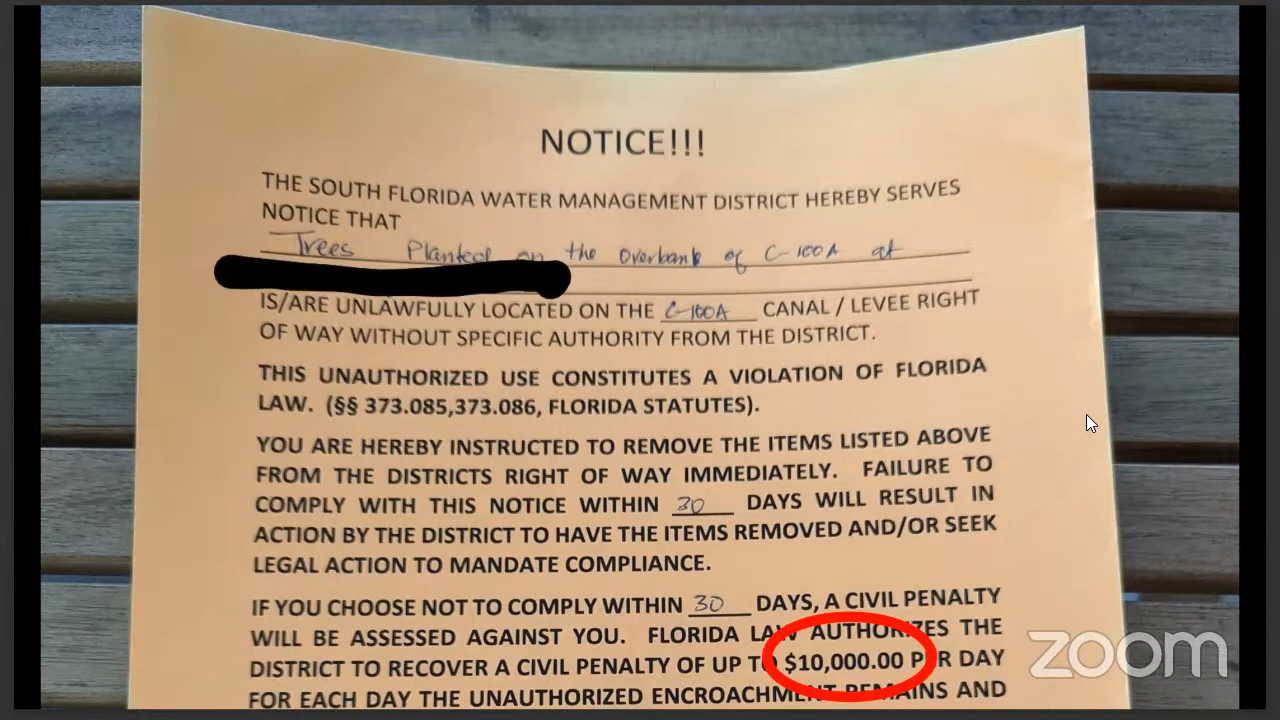 NOTICE!!!
THE SOUTH FLORIDA WATER MANAGEMENT DISTRICT HEREBY SERVES
NOTICE THAT
Trees Planted on the Overbank of C-100A at
IS/ARE UNLAWFULLY LOCATED ON THE C-100A CANAL / LEVEE RIGHT
OF WAY WITHOUT SPECIFIC AUTHORITY FROM THE DISTRICT.
THIS UNAUTHORIZED USE CONSTITUTES A VIOLATION OF FLORIDA
LAW. (§§ 373.085,373.086, FLORIDA STATUTES).
YOU ARE HEREBY INSTRUCTED TO REMOVE THE ITEMS LISTED ABOVE
FROM THE DISTRICTS RIGHT OF WAY IMMEDIATELY. FAILURE TO
COMPLY WITH THIS NOTICE WITHIN 30 DAYS WILL RESULT IN
ACTION BY THE DISTRICT TO HAVE THE ITEMS REMOVED AND/OR SEEK
LEGAL ACTION TO MANDATE COMPLIANCE.
IF YOU CHOOSE NOT TO COMPLY WITHIN 30 DAYS, A CIVIL PENALTY
WILL BE ASSESSED AGAINST YOU. FLORIDA LAW AUTHORIZES THE
DISTRICT TO RECOVER A CIVIL PENALTY OF UP TO $10,000.00 PER DAY
FOR EACH DAY THE UNAUTHORIZED ENCROACHMENT REMAINS AND
zoom